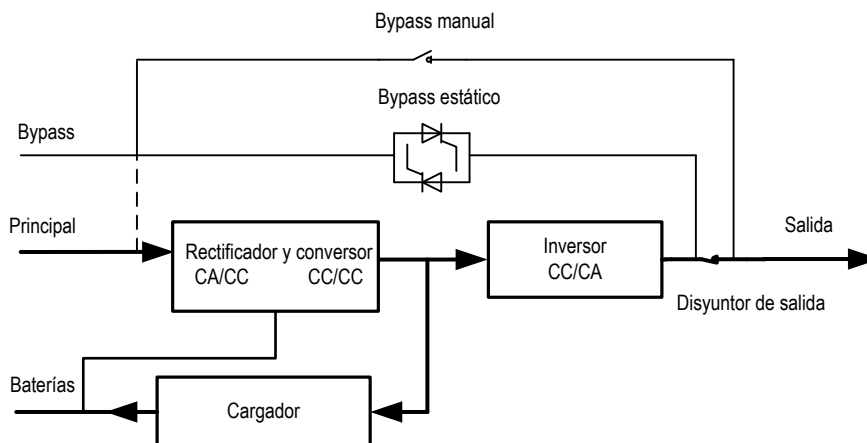 Bypass manual
Bypass estático
Bypass
Principal
Rectificador y conversor
CA/CC CC/CC
Inversor
CC/CA
Salida
Disyuntor de salida
Baterías
Cargador